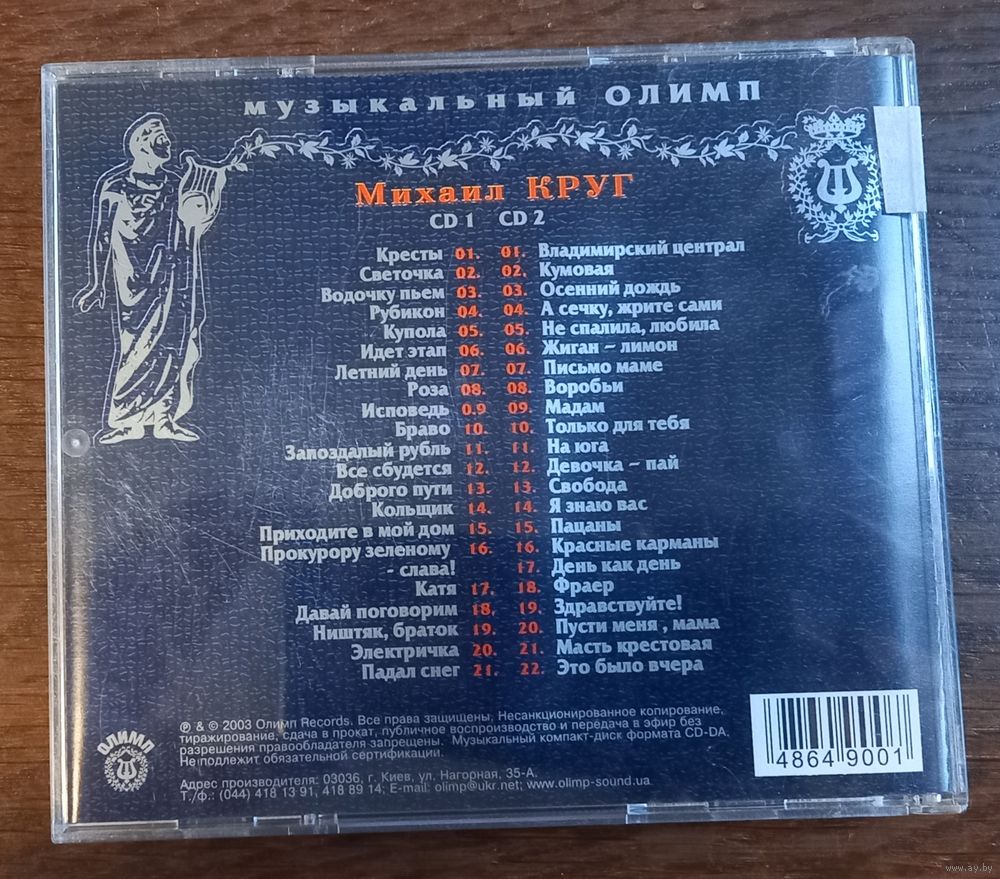 музыкальный ОЛИМП
Михаил КРУГ
CD 1 CD 2
Кресты 01. 01. Владимирский централ
Светочка 02. 02. Кумовая
Водочку пьем 03. 03. Осенний дождь
Рубикон 04. 04. А сечку, жрите сами
Купола 05. 05. Не спалила, любила
Идет этап 06. 06. Жиган – лимон
Летний день 07. 07. Письмо маме
Роза 08. 08. Воробьи
Исповедь 0.9 09. Мадам
Браво 10. 10. Только для тебя
Запоздалый рубль 11. 11. На юга
Все сбудется 12. 12. Девочка – пай
Доброго пути 13. 13. Свобода
Кольщик 14. 14. Я знаю вас
Приходите в мой дом 15. 15. Пацаны
Прокурору зеленому 16. 16. Красные карманы
- слава! 17. День как день
Катя 17. 18. Фраер
Давай поговорим 18. 19. Здравствуйте!
Ништяк, браток 19. 20. Пусти меня , мама
Электричка 20. 21. Масть крестовая
Падал снег 21. 22. Это было вчера
ОЛИМП
℗ & © 2003 Олимп Records. Все права защищены. Несанкционированное копирование,
тиражирование, сдача в прокат, публичное воспроизводство и передача в эфир без
разрешения правообладателя запрещены. Музыкальный компакт-диск формата CD-DA.
Не подлежит обязательной сертификации.
Адрес производителя: 03036, г. Киев, ул. Нагорная, 35-А.
Т./ф.: (044) 418 13 91, 418 89 14; E-mail: olimp@ukr.net; www.olimp-sound.ua
4864 9001
www.ay.by